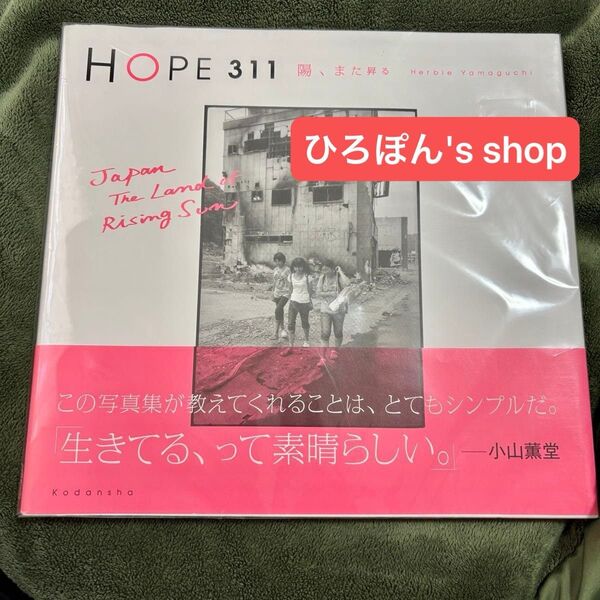 HOPE 311 陽、また昇る Herbie Yamaguchi
ひろぽん's shop
Japan
The Land of
Rising Sun
この写真集が教えてくれることは、とてもシンプルだ。
「生きてる、って素晴らしい。」——小山薫堂
Kodansha